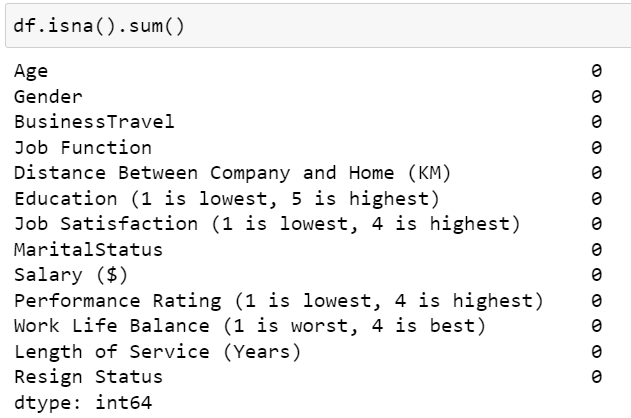 df.isna().sum()
Age 0
Gender 0
BusinessTravel 0
Job Function 0
Distance Between Company and Home (KM) 0
Education (1 is lowest, 5 is highest) 0
Job Satisfaction (1 is lowest, 4 is highest) 0
MaritalStatus 0
Salary ($) 0
Performance Rating (1 is lowest, 4 is highest) 0
Work Life Balance (1 is worst, 4 is best) 0
Length of Service (Years) 0
Resign Status 0
dtype: int64